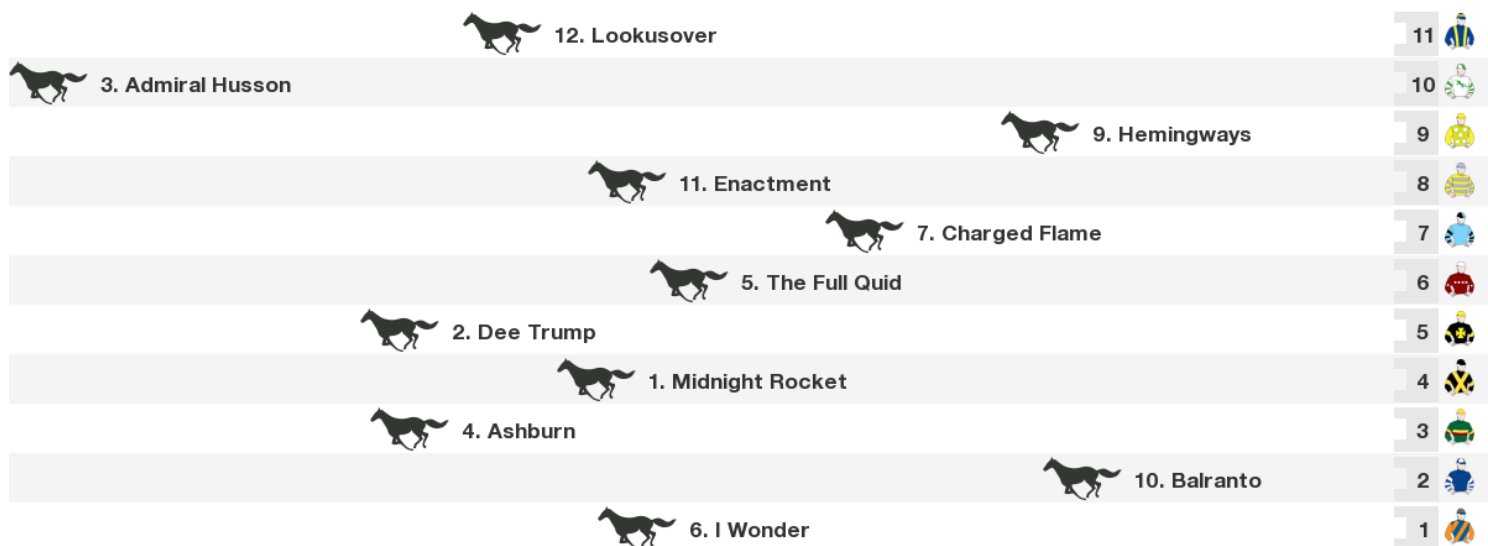 12. Lookusover 11
3. Admiral Husson 10
9. Hemingways 9
11. Enactment 8
7. Charged Flame 7
5. The Full Quid 6
2. Dee Trump 5
1. Midnight Rocket 4
4. Ashburn 3
10. Balranto 2
6. I Wonder 1